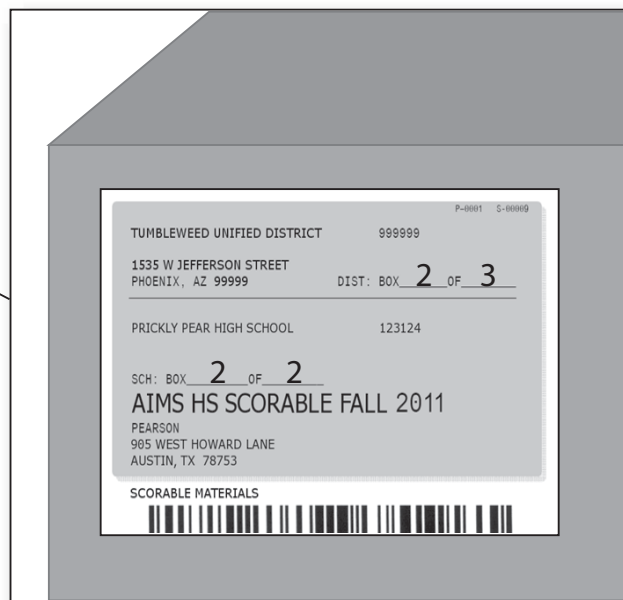 P-0001 S-00009
TUMBLEWEED UNIFIED DISTRICT 999999
1535 W JEFFERSON STREET
PHOENIX, AZ 99999 DIST: BOX 2 OF 3
PRICKLY PEAR HIGH SCHOOL 123124
SCH: BOX 2 OF 2
AIMS HS SCORABLE FALL 2011
PEARSON
905 WEST HOWARD LANE
AUSTIN, TX 78753
SCORABLE MATERIALS